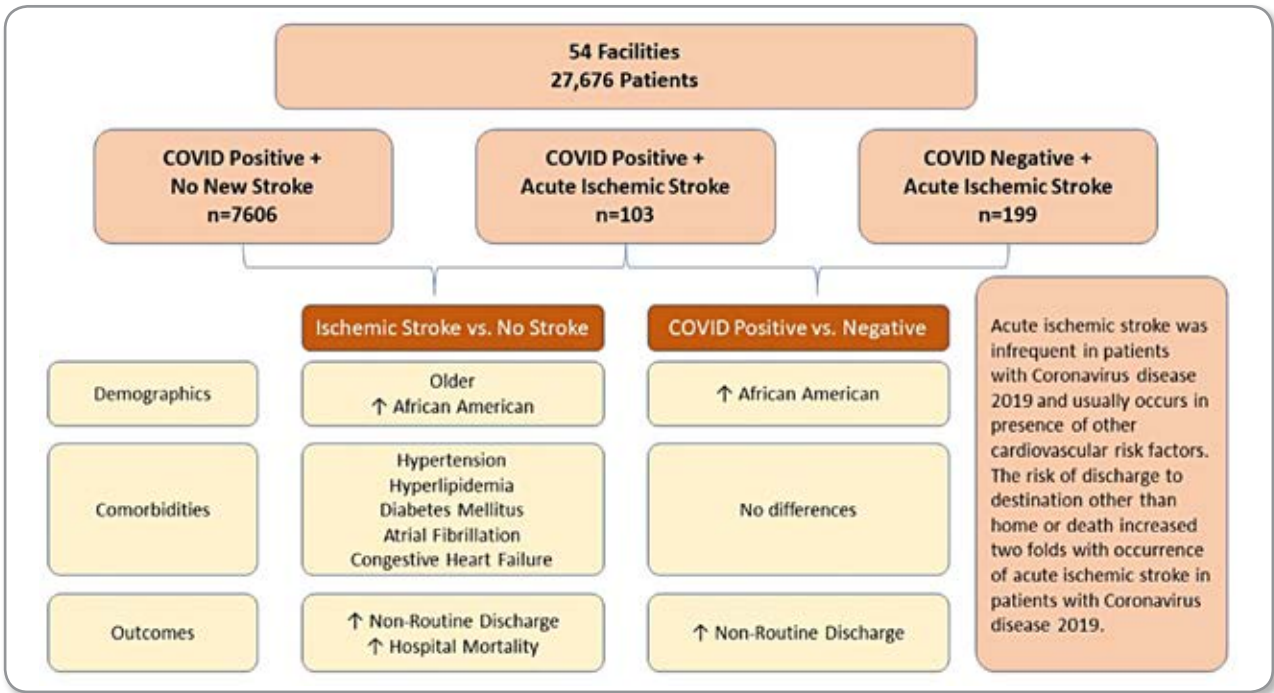 54 Facilities
27,676 Patients
COVID Positive +
No New Stroke
n=7606
COVID Positive +
Acute Ischemic Stroke
n=103
COVID Negative +
Acute Ischemic Stroke
n=199
Ischemic Stroke vs. No Stroke
COVID Positive vs. Negative
Demographics
Older
↑ African American
↑ African American
Comorbidities
Hypertension
Hyperlipidemia
Diabetes Mellitus
Atrial Fibrillation
Congestive Heart Failure
No differences
Outcomes
↑ Non-Routine Discharge
↑ Hospital Mortality
↑ Non-Routine Discharge
Acute ischemic stroke was
infrequent in patients
with Coronavirus disease
2019 and usually occurs in
presence of other
cardiovascular risk factors.
The risk of discharge to
destination other than
home or death increased
two folds with occurrence
of acute ischemic stroke in
patients with Coronavirus
disease 2019.